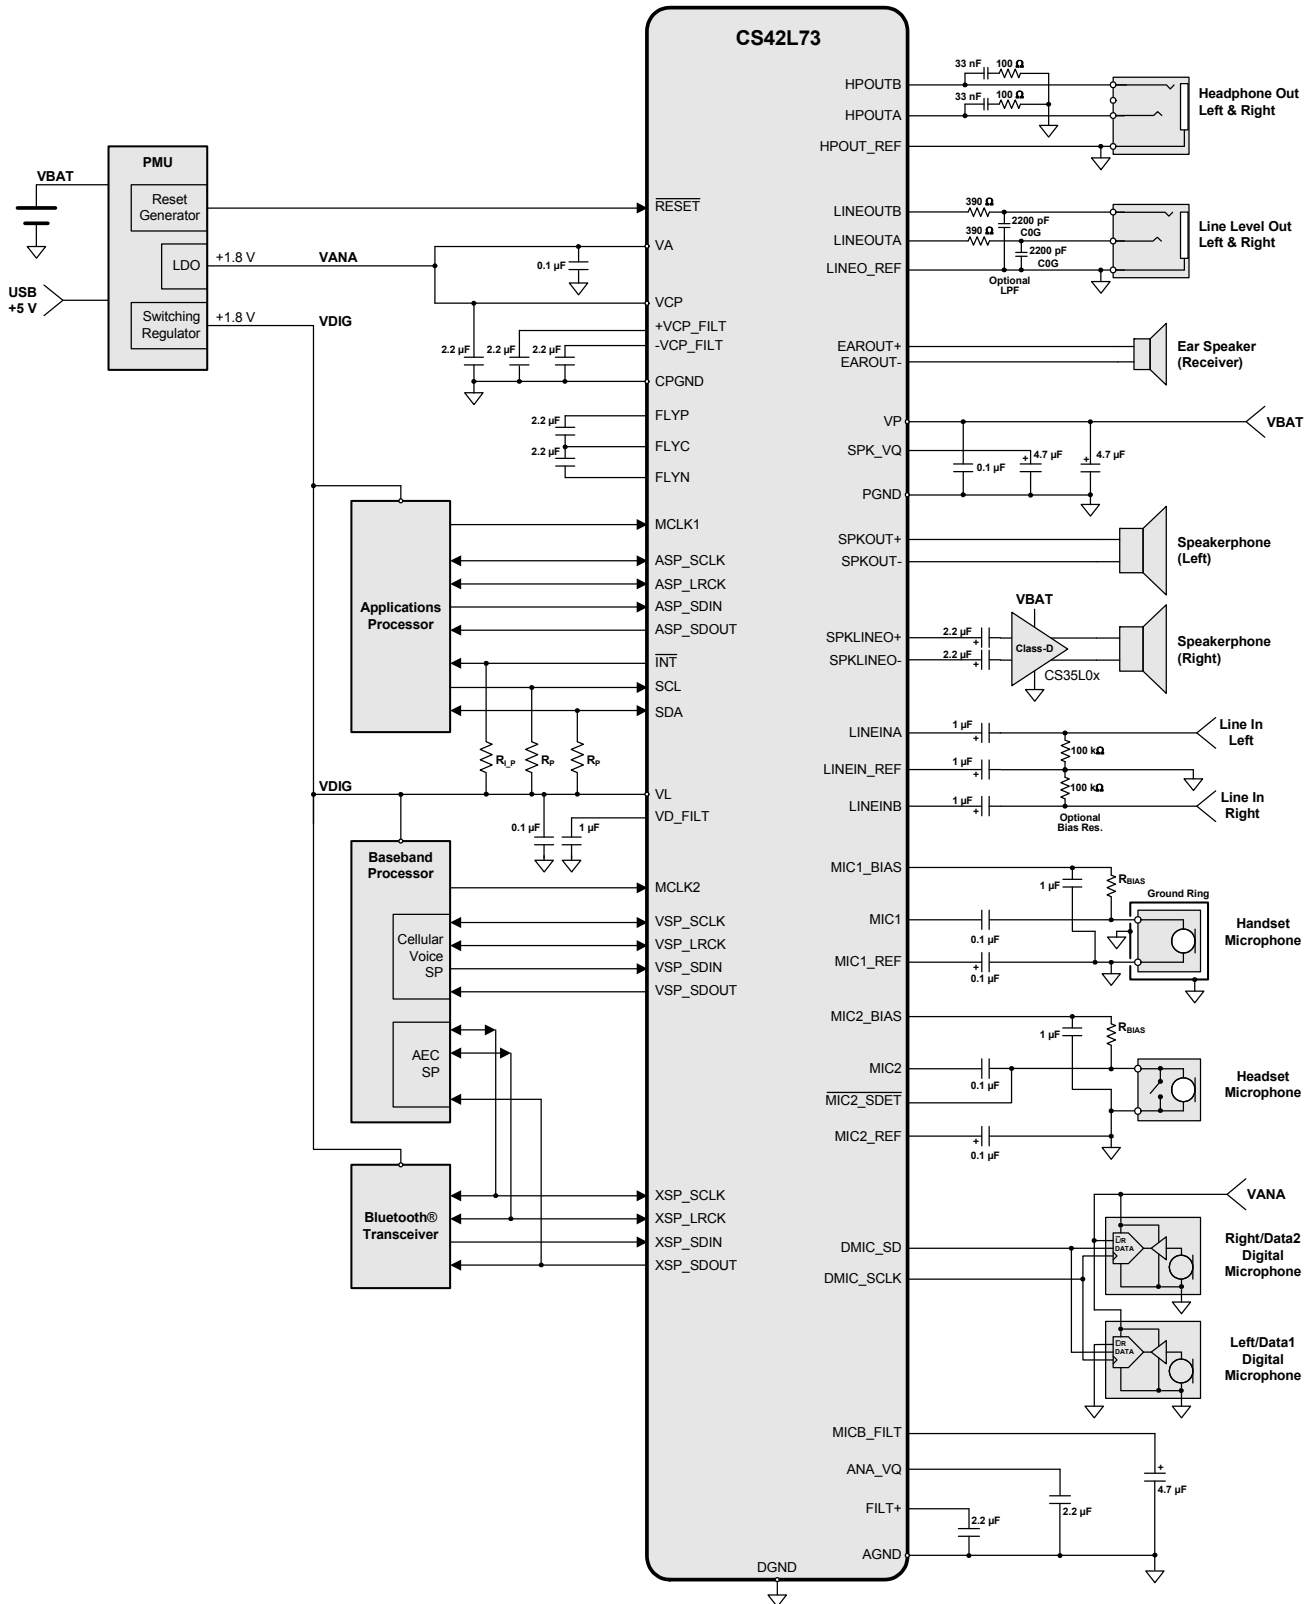 CS42L73
PMU
VBAT
Reset
Generator
LDO
+1.8 V
VANA
USB
+5 V
Switching
Regulator
+1.8 V
VDIG
RESET
VA
0.1 µF
VCP
+VCP_FILT
-VCP_FILT
2.2 µF
2.2 µF
2.2 µF
CPGND
FLYP
2.2 µF
FLYC
2.2 µF
FLYN
Applications
Processor
MCLK1
ASP_SCLK
ASP_LRCK
ASP_SDIN
ASP_SDOUT
INT
SCL
SDA
RI_P
RP
RP
VDIG
VL
VD_FILT
0.1 µF
1 µF
Baseband
Processor
MCLK2
Cellular
Voice
SP
VSP_SCLK
VSP_LRCK
VSP_SDIN
VSP_SDOUT
AEC
SP
Bluetooth®
Transceiver
XSP_SCLK
XSP_LRCK
XSP_SDIN
XSP_SDOUT
DGND
HPOUTB
33 nF
100 Ω
33 nF
100 Ω
HPOUTA
HPOUT_REF
Headphone Out
Left & Right
LINEOUTB
390 Ω
2200 pF
C0G
LINEOUTA
390 Ω
2200 pF
C0G
LINEO_REF
Optional
LPF
Line Level Out
Left & Right
EAROUT+
EAROUT-
Ear Speaker
(Receiver)
VP
VBAT
SPK_VQ
+
4.7 µF
+
4.7 µF
0.1 µF
PGND
SPKOUT+
SPKOUT-
Speakerphone
(Left)
VBAT
SPKLINEO+
2.2 µF
+
SPKLINEO-
2.2 µF
+
Class-D
CS35L0x
Speakerphone
(Right)
LINEINA
1 µF
+
Line In
Left
100 kΩ
LINEIN_REF
1 µF
+
100 kΩ
LINEINB
1 µF
+
Optional
Bias Res.
Line In
Right
MIC1_BIAS
1 µF
RBIAS
Ground Ring
MIC1
0.1 µF
MIC1_REF
+
0.1 µF
Handset
Microphone
MIC2_BIAS
1 µF
RBIAS
MIC2
0.1 µF
MIC2_SDET
MIC2_REF
+
0.1 µF
Headset
Microphone
VANA
DMIC_SD
DMIC_SCLK
L/R
DATA
Right/Data2
Digital
Microphone
L/R
DATA
Left/Data1
Digital
Microphone
MICB_FILT
+
4.7 µF
ANA_VQ
2.2 µF
FILT+
2.2 µF
AGND